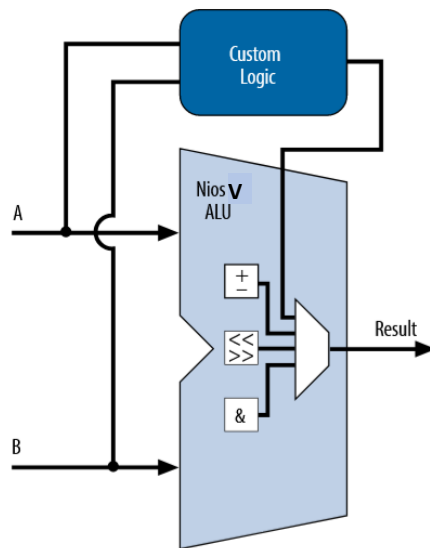 Custom
Logic
Nios V
ALU
A
+
−
<<
>>
Result
&
B